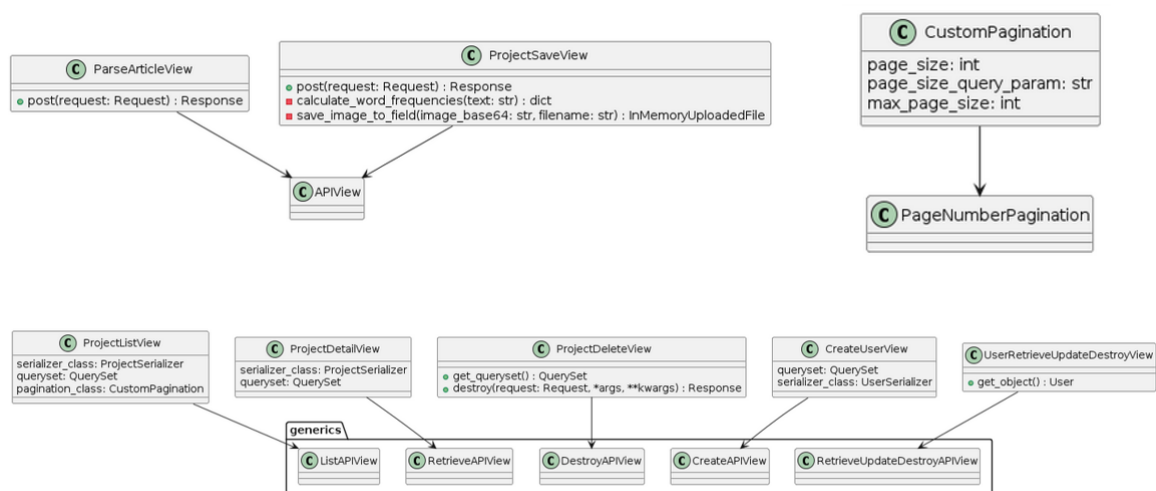 C ParseArticleView
post(request: Request) : Response
C ProjectSaveView
post(request: Request) : Response
calculate_word_frequencies(text: str) : dict
save_image_to_field(image_base64: str, filename: str) : InMemoryUploadedFile
C APIView
C CustomPagination
page_size: int
page_size_query_param: str
max_page_size: int
C PageNumberPagination
C ProjectListView
serializer_class: ProjectSerializer
queryset: QuerySet
pagination_class: CustomPagination
C ProjectDetailView
serializer_class: ProjectSerializer
queryset: QuerySet
C ProjectDeleteView
get_queryset() : QuerySet
destroy(request: Request, *args, **kwargs) : Response
C CreateUserView
queryset: QuerySet
serializer_class: UserSerializer
C UserRetrieveUpdateDestroyView
get_object() : User
generics
C ListAPIView
C RetrieveAPIView
C DestroyAPIView
C CreateAPIView
C RetrieveUpdateDestroyAPIView